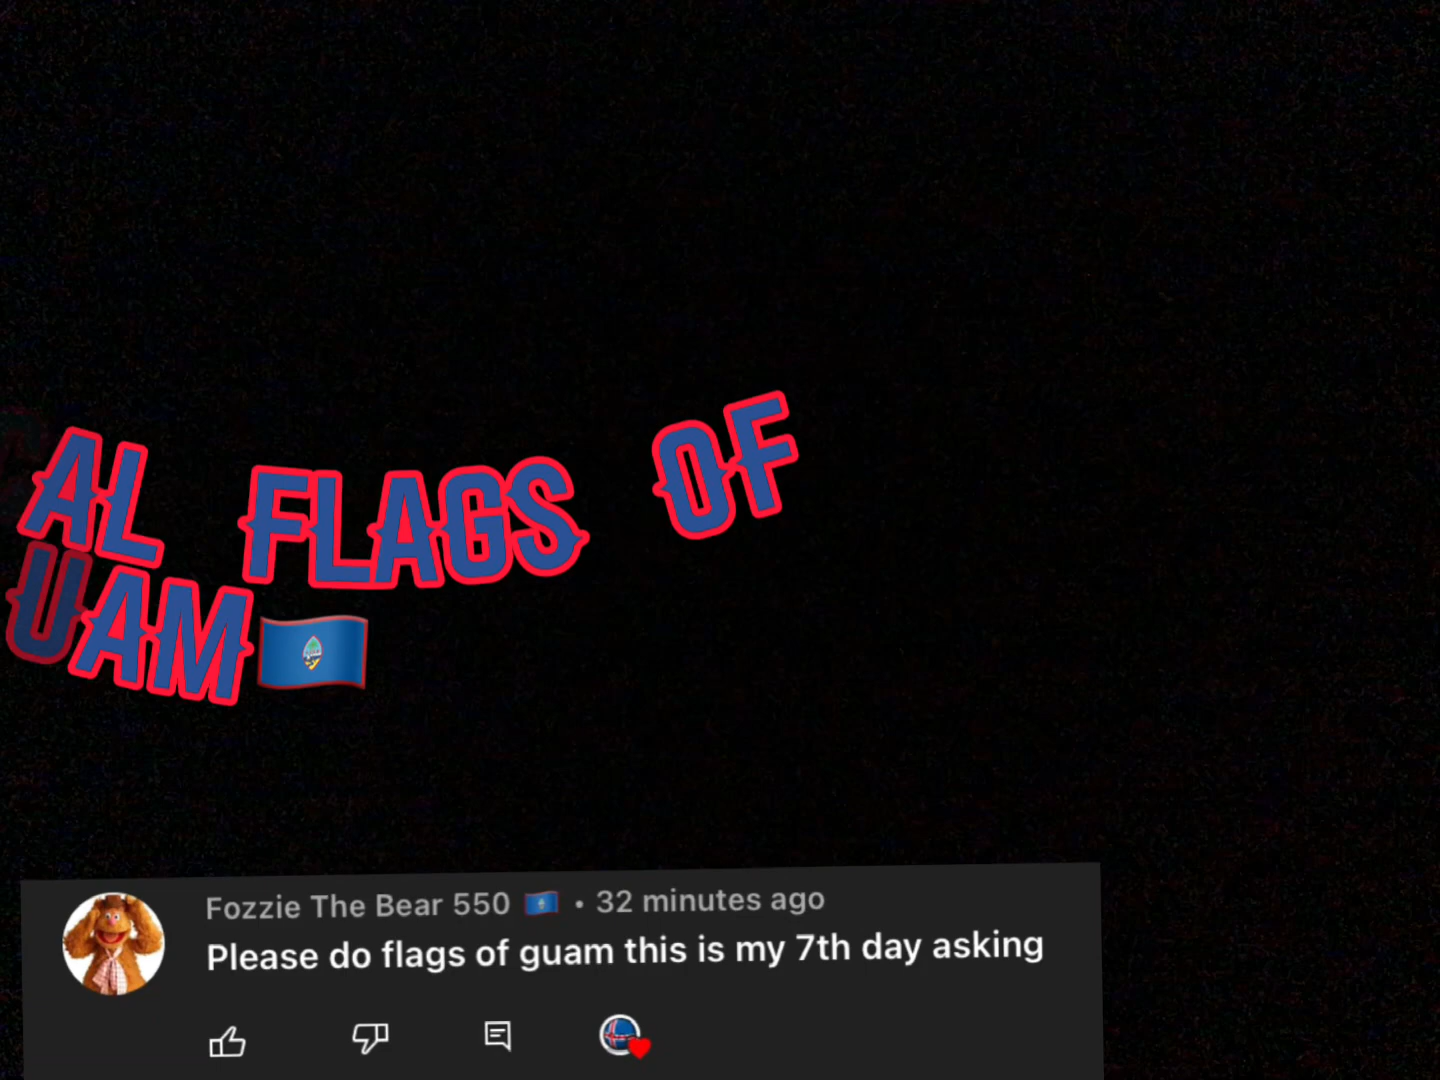 AL FLAGS OF
UAM🇬🇺
Fozzie The Bear 550 🇬🇺 • 32 minutes ago
Please do flags of guam this is my 7th day asking